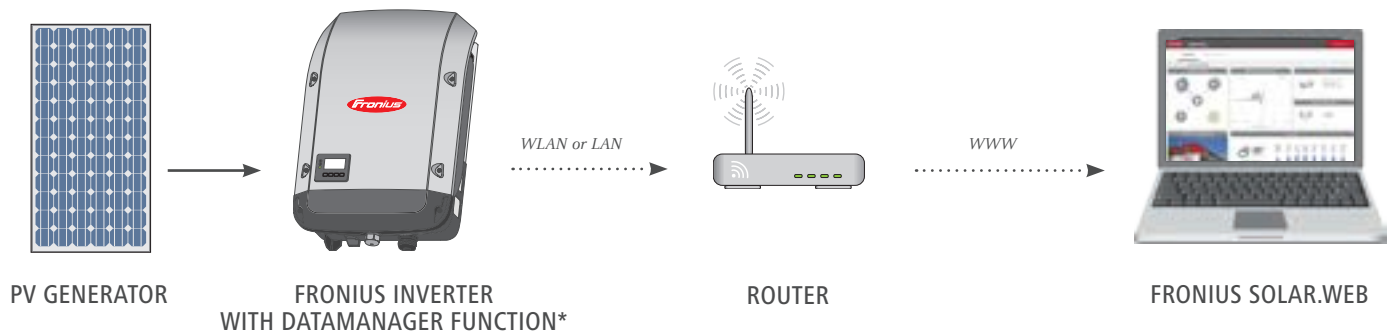 Fronius
WLAN or LAN
WWW
PV GENERATOR
FRONIUS INVERTER
WITH DATAMANAGER FUNCTION*
ROUTER
FRONIUS SOLAR.WEB